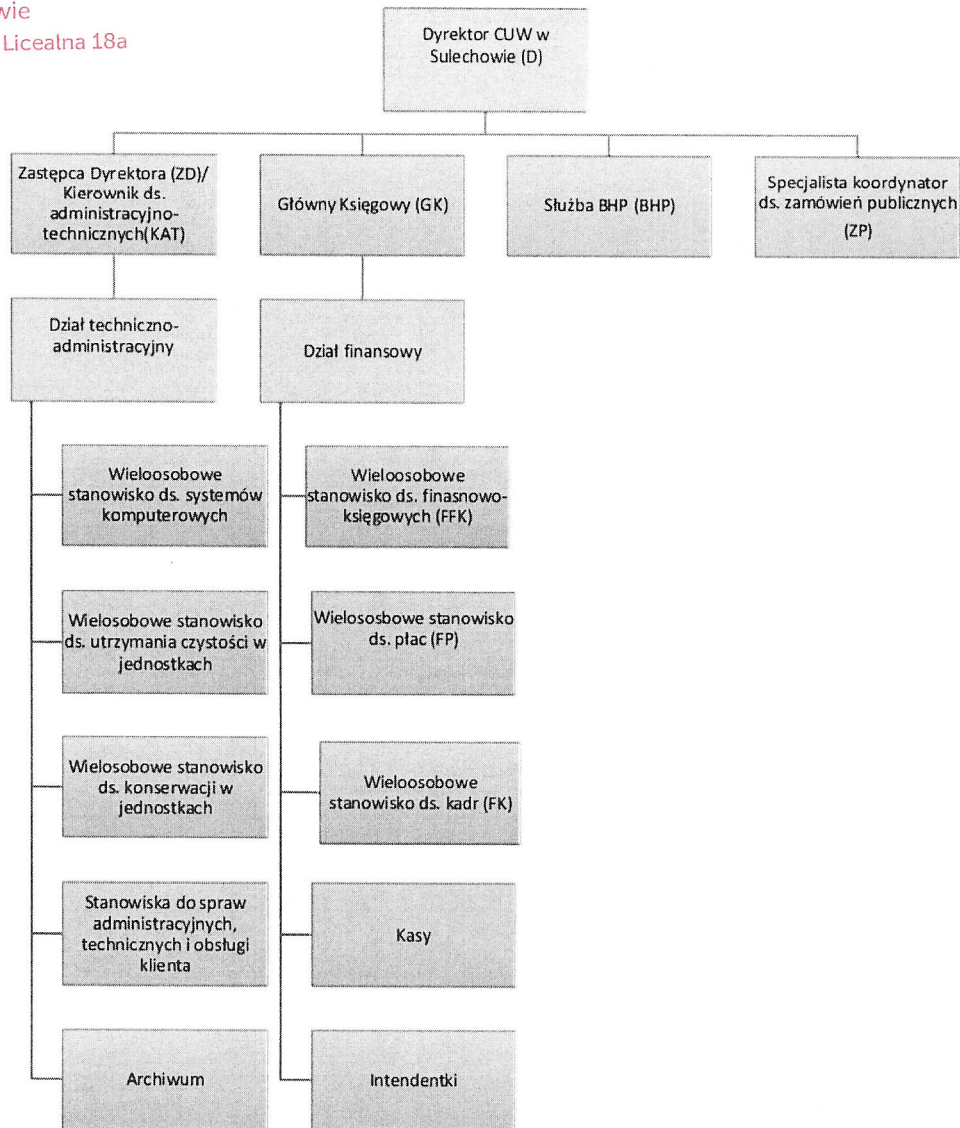 wie
Licealna 18a
Dyrektor CUW w
Sulechowie (D)
Zastępca Dyrektora (ZD)/
Kierownik ds.
administracyjno-
technicznych(KAT)
Główny Księgowy (GK)
Służba BHP (BHP)
Specjalista koordynator
ds. zamówień publicznych
(ZP)
Dział techniczno-
administracyjny
Dział finansowy
Wieloosobowe
stanowisko ds. systemów
komputerowych
Wieloosobowe
stanowisko ds. finasnowo-
księgowych (FFK)
Wielosobowe stanowisko
ds. utrzymania czystości w
jednostkach
Wielososbowe stanowisko
ds. płac (FP)
Wielosobowe stanowisko
ds. konserwacji w
jednostkach
Wieloosobowe
stanowisko ds. kadr (FK)
Stanowiska do spraw
administracyjnych,
technicznych i obsługi
klienta
Kasy
Archiwum
Intendentki